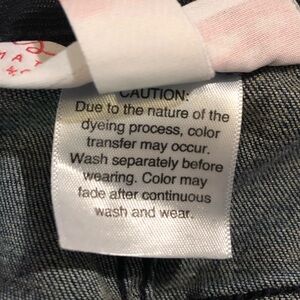 CAUTION:
Due to the nature of the
dyeing process, color
transfer may occur.
Wash separately before
wearing. Color may
fade after continuous
wash and wear.